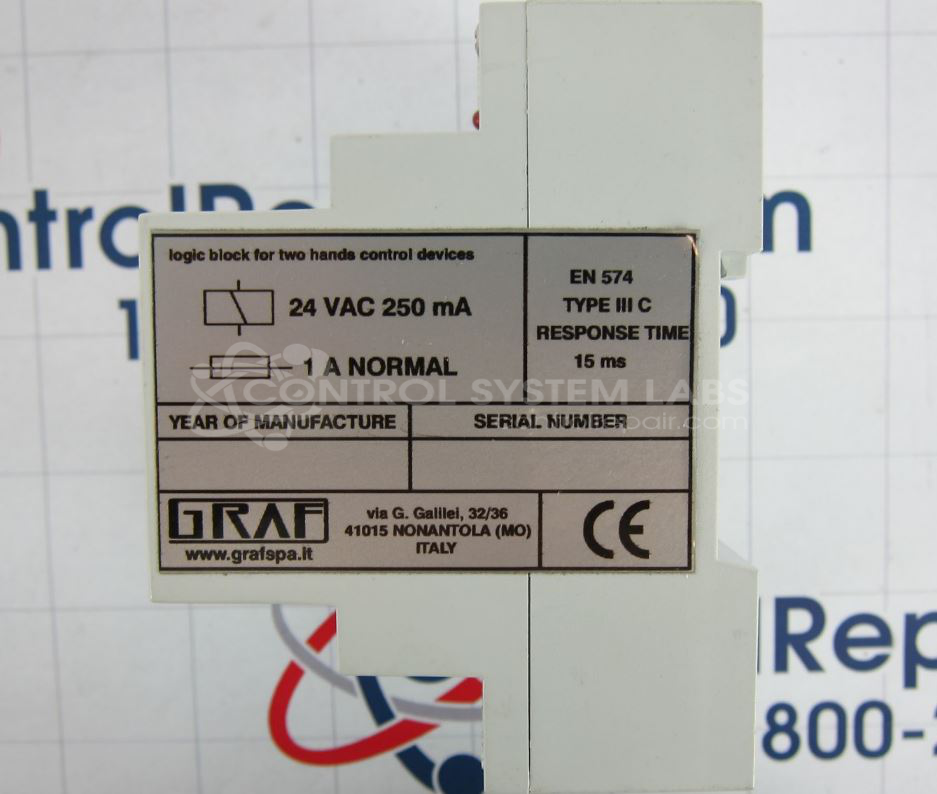 logic block for two hands control devices
24 VAC 250 mA
1 A NORMAL
EN 574
TYPE III C
RESPONSE TIME
15 ms
YEAR OF MANUFACTURE
SERIAL NUMBER
GRAF
www.grafspa.it
via G. Galilei, 32/36
41015 NONANTOLA (MO)
ITALY
CE
CONTROL SYSTEM LABS
800-